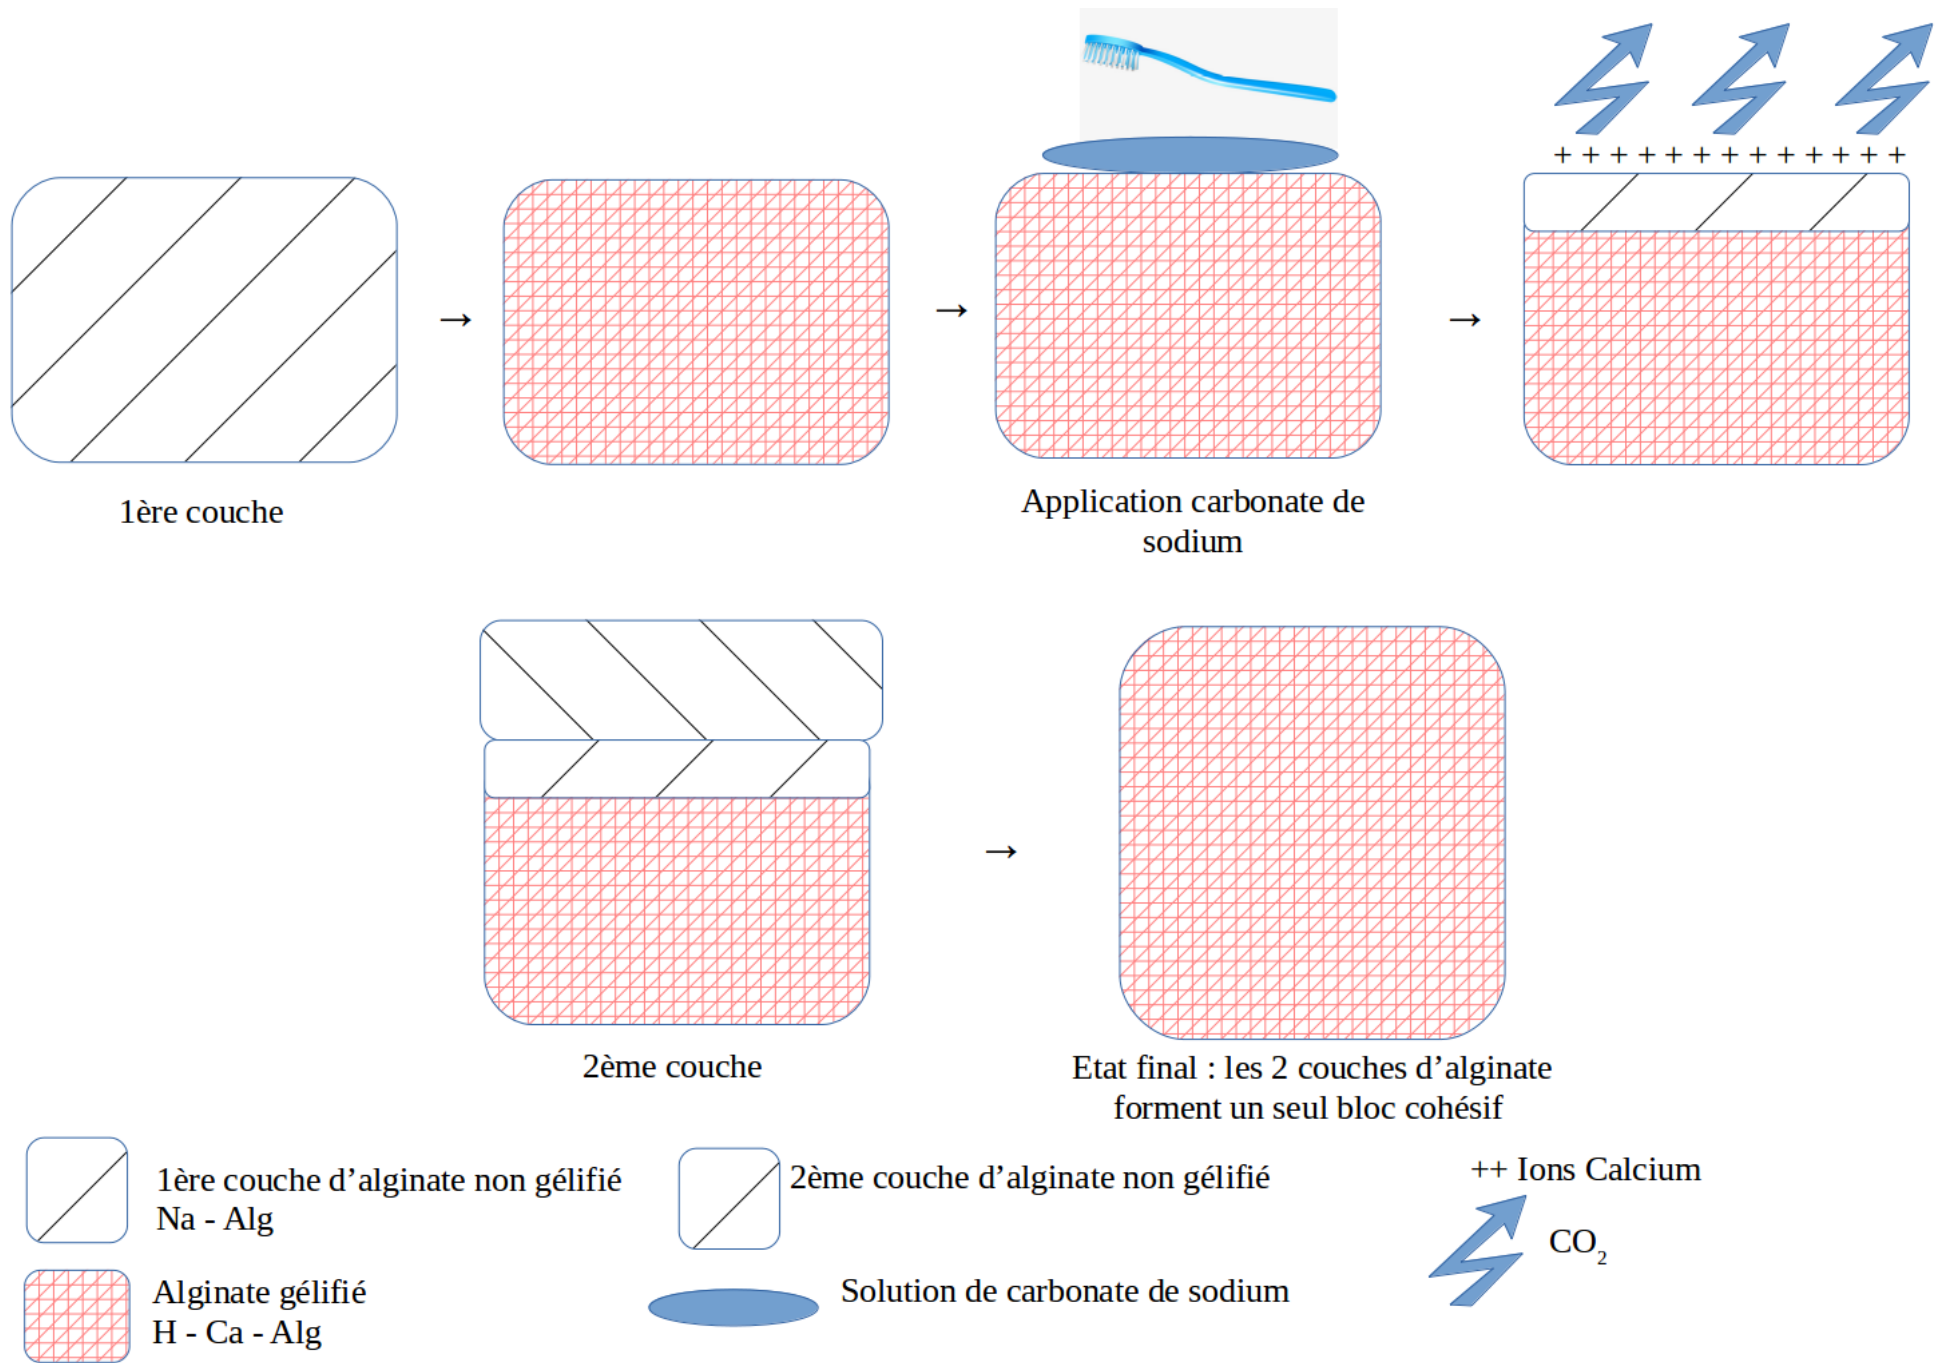 →
→
→
+ + + + + + + + + + + + +
1ère couche
Application carbonate de
sodium
→
2ème couche
Etat final : les 2 couches d’alginate
forment un seul bloc cohésif
1ère couche d’alginate non gélifié
Na - Alg
2ème couche d’alginate non gélifié
++ Ions Calcium
CO₂
Alginate gélifié
H - Ca - Alg
Solution de carbonate de sodium